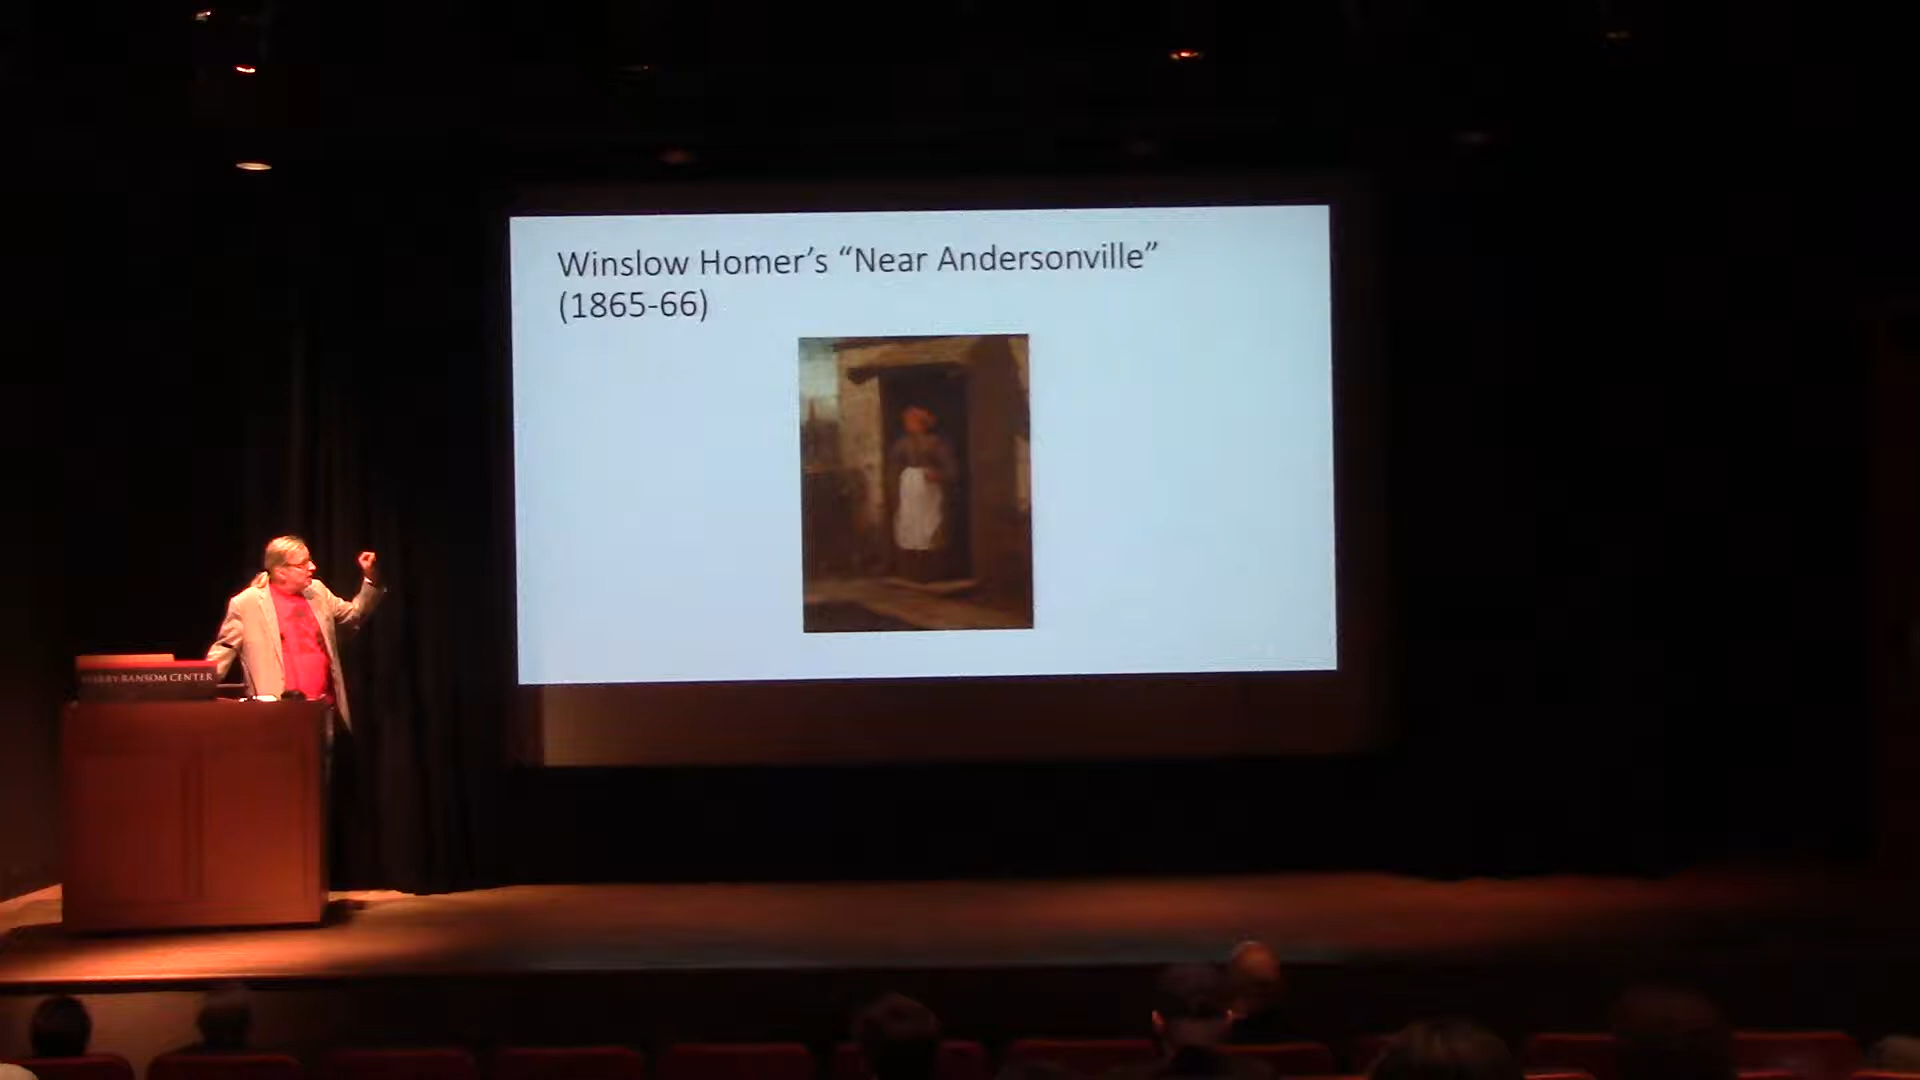 Winslow Homer’s “Near Andersonville”
(1865-66)
HARRY RANSOM CENTER